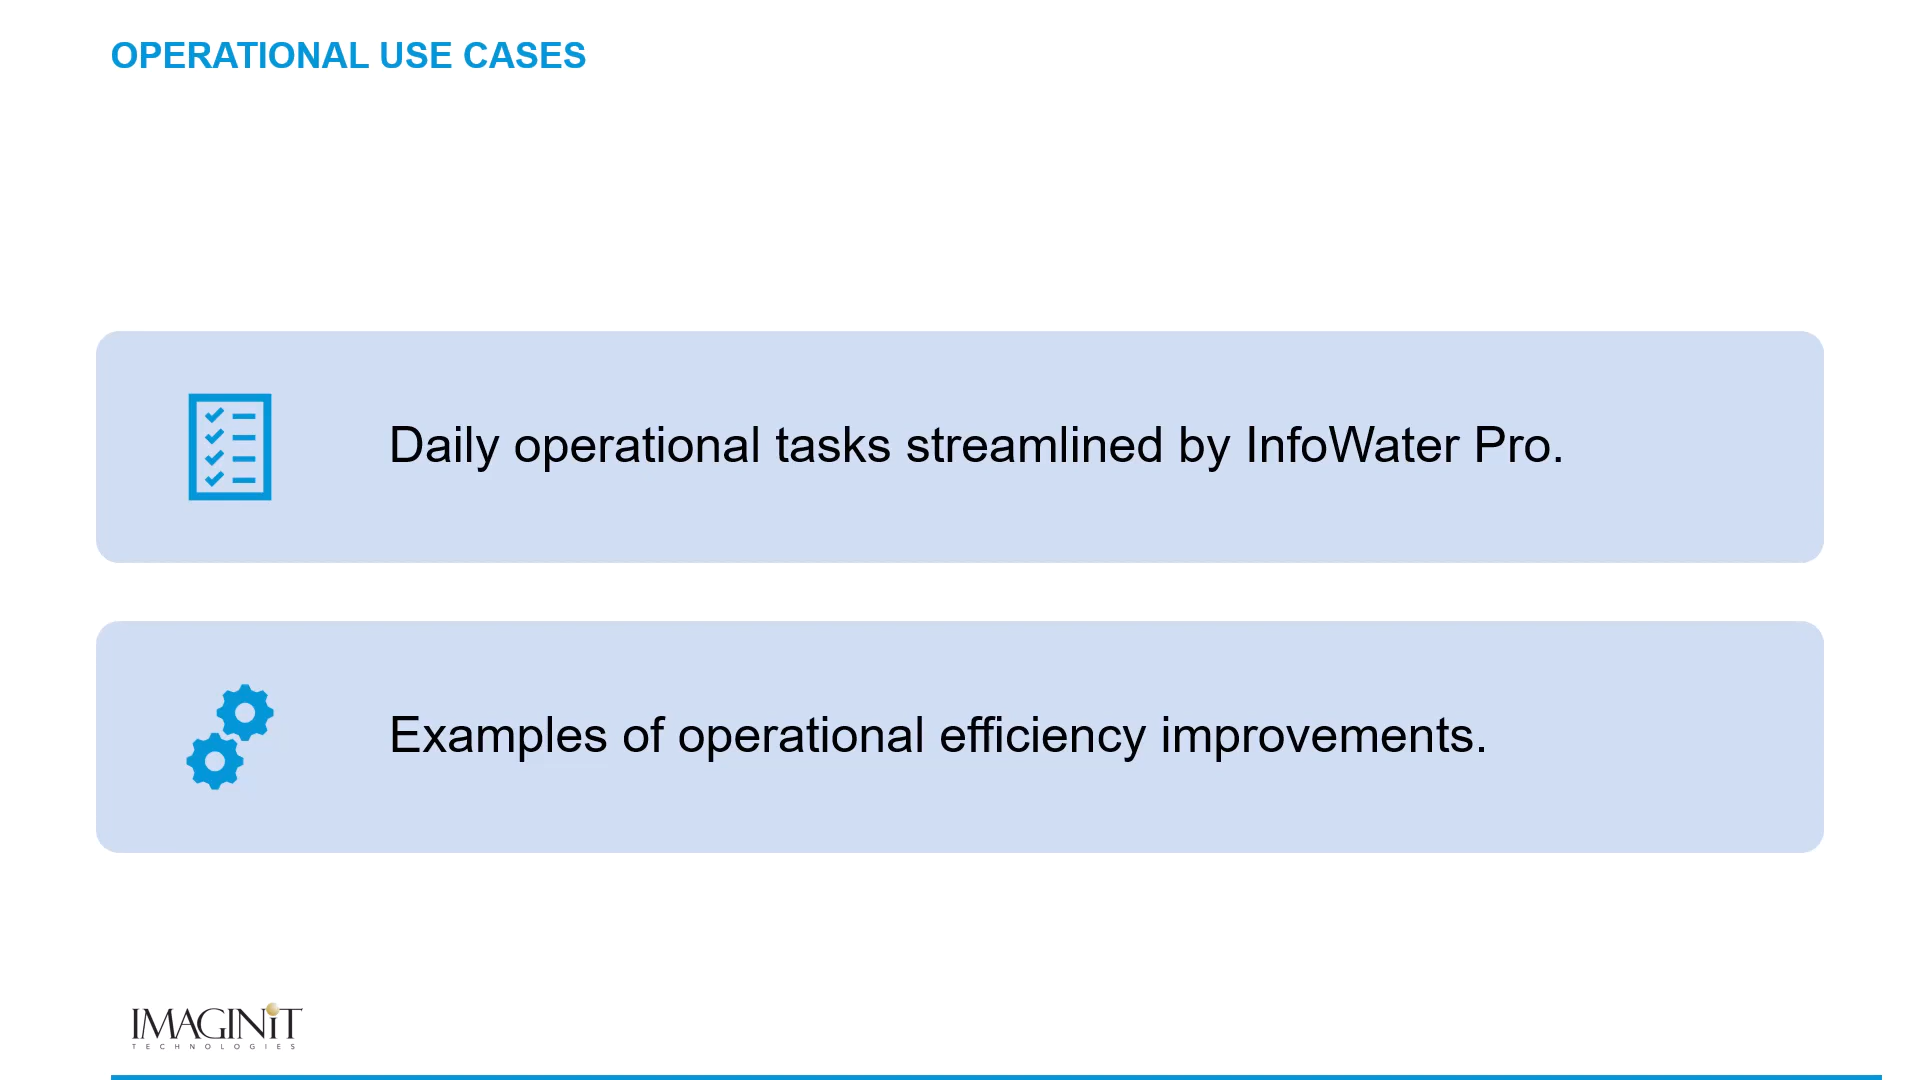 OPERATIONAL USE CASES
Daily operational tasks streamlined by InfoWater Pro.
Examples of operational efficiency improvements.
IMAGINiT
TECHNOLOGIES